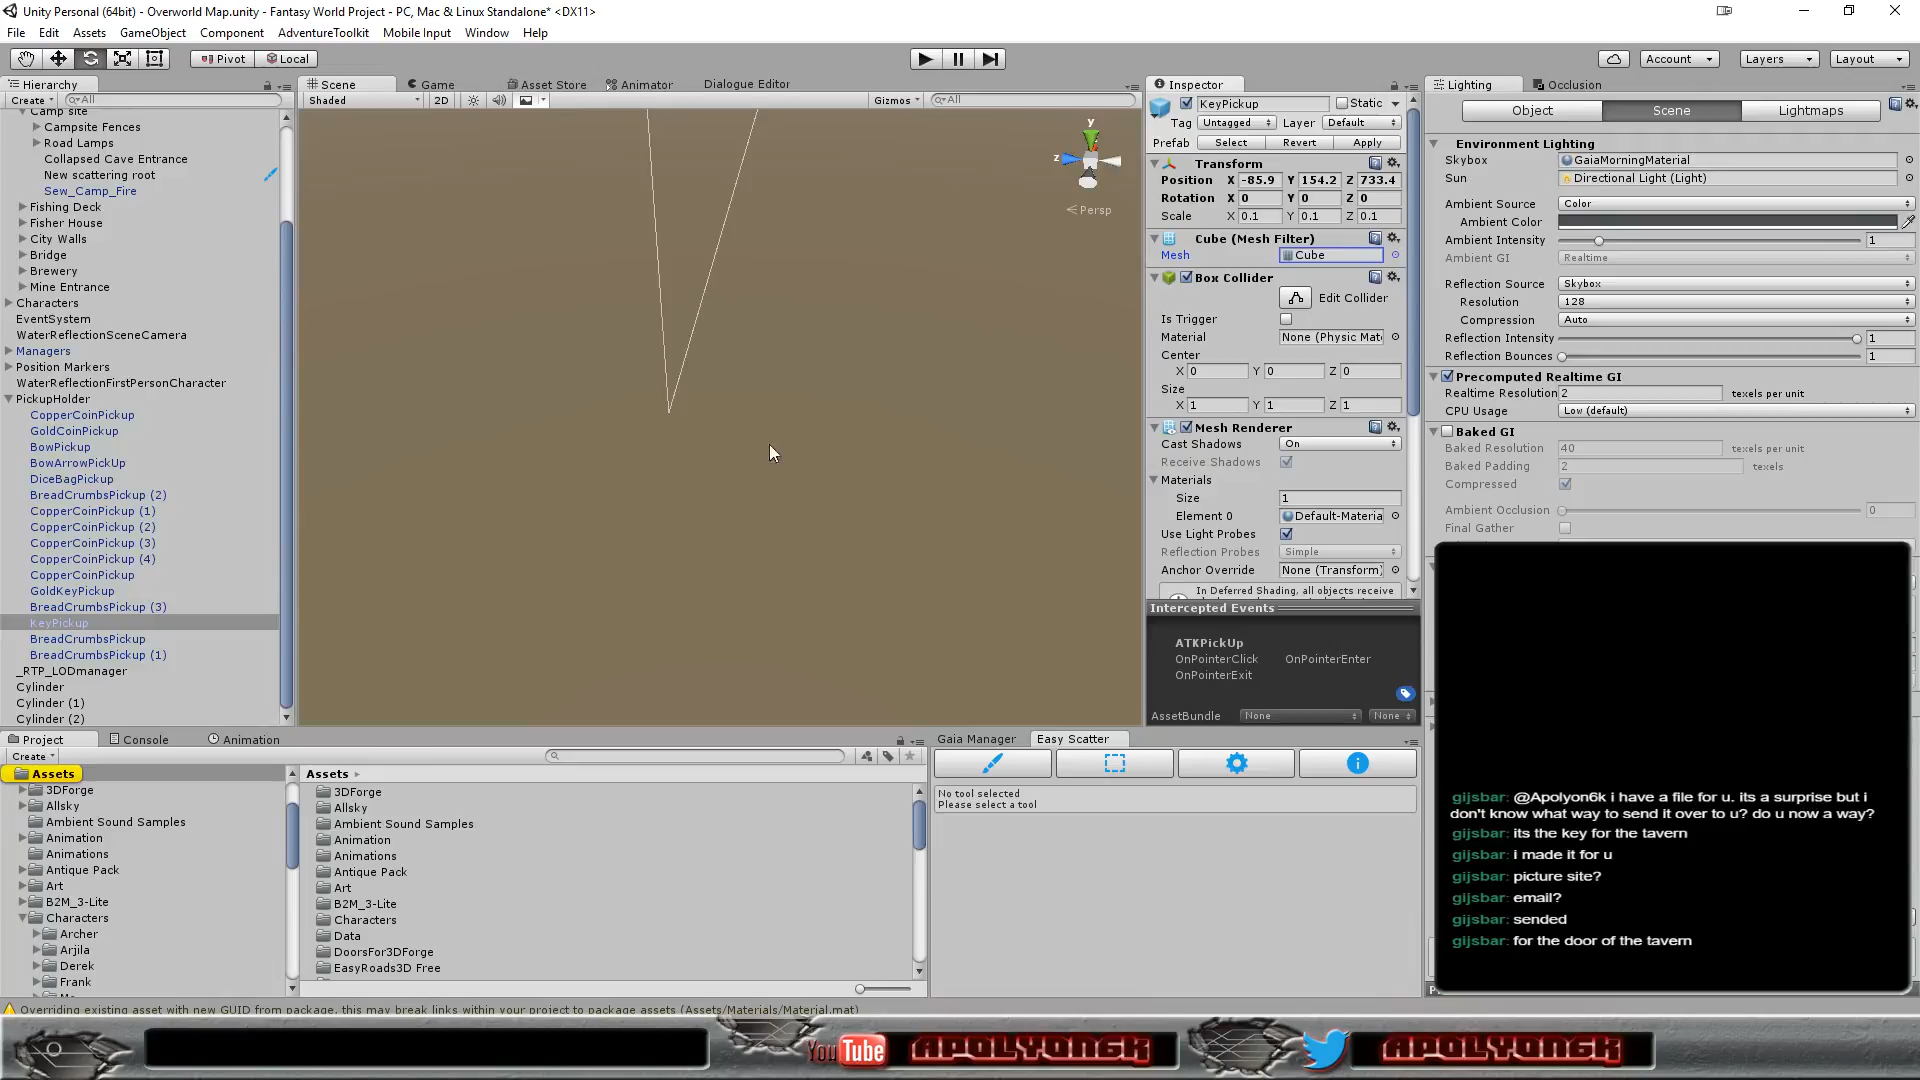 Unity Personal (64bit) - Overworld Map.unity - Fantasy World Project - PC, Mac & Linux Standalone* <DX11>
File Edit Assets GameObject Component AdventureToolkit Mobile Input Window Help
Pivot Local Account Layers Layout
Hierarchy
Create All
Camp site
Campsite Fences
Road Lamps
Collapsed Cave Entrance
New scattering root
Sew_Camp_Fire
Fishing Deck
Fisher House
City Walls
Bridge
Brewery
Mine Entrance
Characters
EventSystem
WaterReflectionSceneCamera
Managers
Position Markers
WaterReflectionFirstPersonCharacter
PickupHolder
CopperCoinPickup
GoldCoinPickup
BowPickup
BowArrowPickUp
DiceBagPickup
BreadCrumbsPickup (2)
CopperCoinPickup (1)
CopperCoinPickup (2)
CopperCoinPickup (3)
CopperCoinPickup (4)
CopperCoinPickup
GoldKeyPickup
BreadCrumbsPickup (3)
KeyPickup
BreadCrumbsPickup
BreadCrumbsPickup (1)
_RTP_LODmanager
Cylinder
Cylinder (1)
Cylinder (2)
Scene Game Asset Store Animator Dialogue Editor
Shaded 2D Gizmos All
y
z
Persp
Inspector
KeyPickup Static
Tag Untagged Layer Default
Prefab Select Revert Apply
Transform
Position X -85.9 Y 154.2 Z 733.4
Rotation X 0 Y 0 Z 0
Scale X 0.1 Y 0.1 Z 0.1
Cube (Mesh Filter)
Mesh Cube
Box Collider
Edit Collider
Is Trigger
Material None (Physic Mat
Center
X 0 Y 0 Z 0
Size
X 1 Y 1 Z 1
Mesh Renderer
Cast Shadows On
Receive Shadows
Materials
Size 1
Element 0 Default-Materia
Use Light Probes
Reflection Probes Simple
Anchor Override None (Transform)
In Deferred Shading, all objects receive
Intercepted Events
ATKPickUp
OnPointerClick OnPointerEnter
OnPointerExit
AssetBundle None None
Lighting Occlusion
Object Scene Lightmaps
Environment Lighting
Skybox GaiaMorningMaterial
Sun Directional Light (Light)
Ambient Source Color
Ambient Color
Ambient Intensity 1
Ambient GI Realtime
Reflection Source Skybox
Resolution 128
Compression Auto
Reflection Intensity 1
Reflection Bounces 1
Precomputed Realtime GI
Realtime Resolution 2 texels per unit
CPU Usage Low (default)
Baked GI
Baked Resolution 40 texels per unit
Baked Padding 2 texels
Compressed
Ambient Occlusion 0
Final Gather
gijsbar: @Apolyon6k i have a file for u. its a surprise but i
don't know what way to send it over to u? do u now a way?
gijsbar: its the key for the tavern
gijsbar: i made it for u
gijsbar: picture site?
gijsbar: email?
gijsbar: sended
gijsbar: for the door of the tavern
Project Console Animation
Create
Assets
3DForge
Allsky
Ambient Sound Samples
Animation
Animations
Antique Pack
Art
B2M_3-Lite
Characters
Archer
Arjila
Derek
Frank
Assets
3DForge
Allsky
Ambient Sound Samples
Animation
Animations
Antique Pack
Art
B2M_3-Lite
Characters
Data
DoorsFor3DForge
EasyRoads3D Free
Gaia Manager Easy Scatter
No tool selected
Please select a tool
Overriding existing asset with new GUID from package, this may break links within your project to package assets (Assets/Materials/Material.mat)
YouTube APOLYON6K APOLYON6K